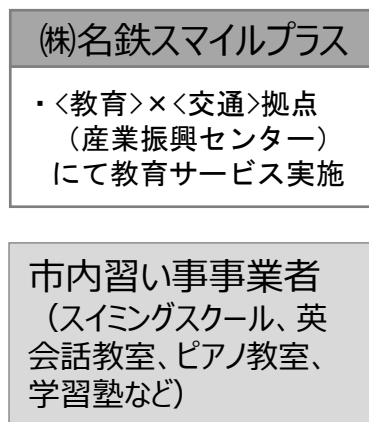 ㈱名鉄スマイルプラス
・<教育>×<交通>拠点
（産業振興センター）
にて教育サービス実施
市内習い事事業者
（スイミングスクール、英
会話教室、ピアノ教室、
学習塾など）